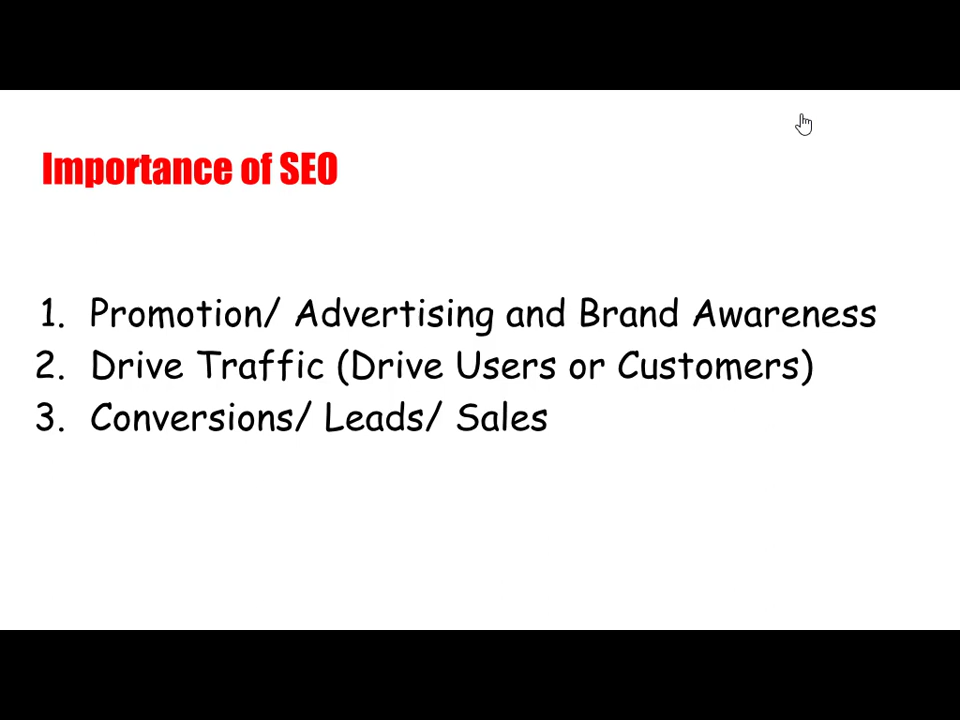 Importance of SEO
1. Promotion/ Advertising and Brand Awareness
2. Drive Traffic (Drive Users or Customers)
3. Conversions/ Leads/ Sales